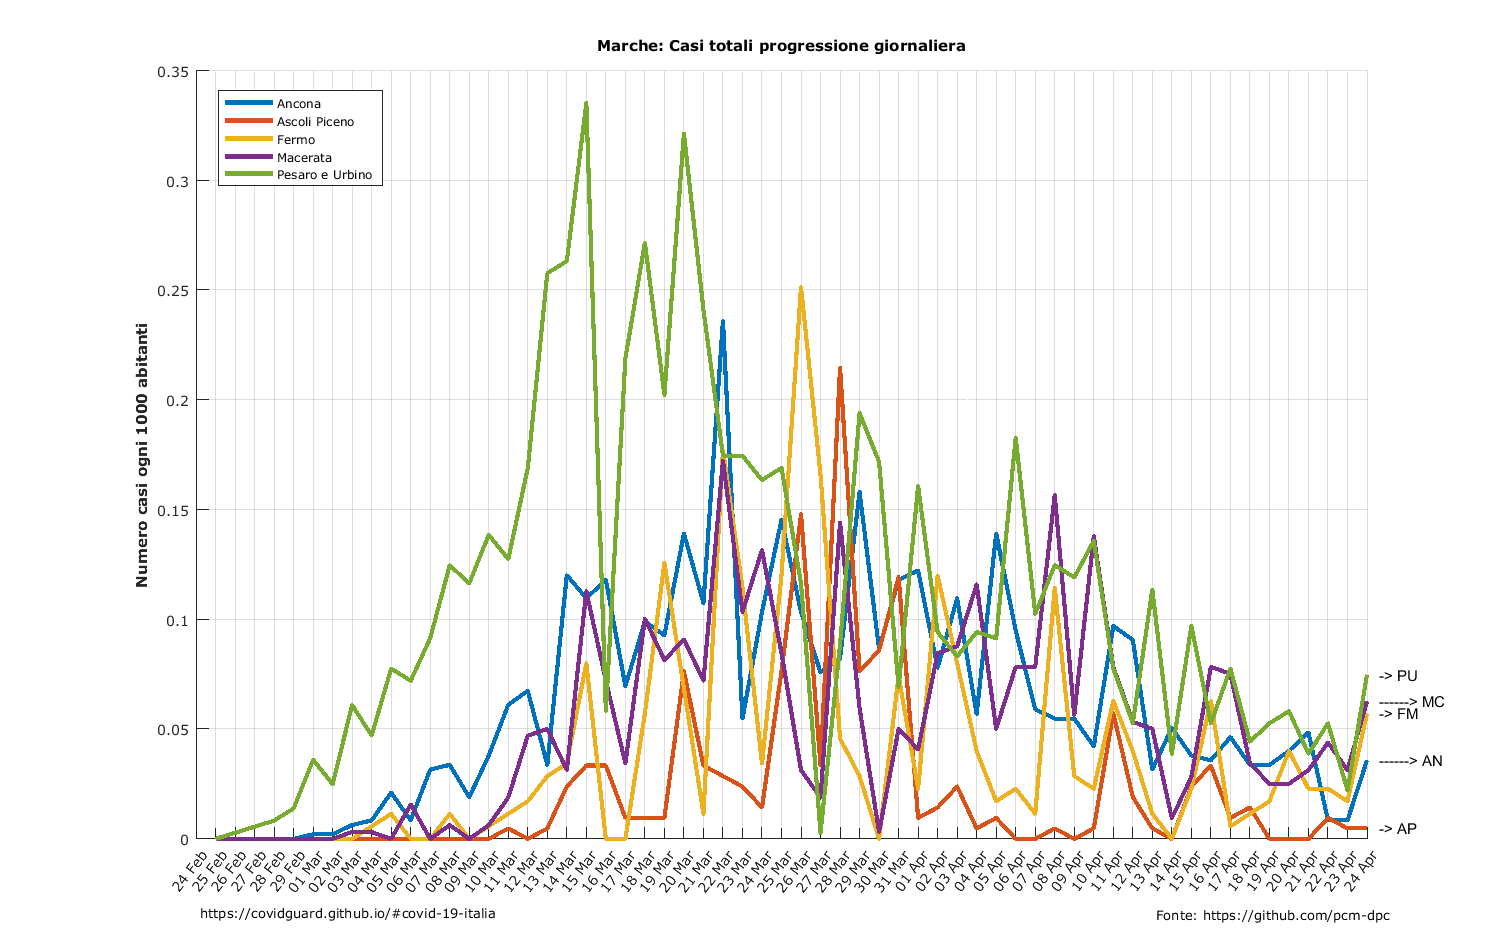 Marche: Casi totali progressione giornaliera
Numero casi ogni 1000 abitanti
0.35
0.3
0.25
0.2
0.15
0.1
0.05
0
Ancona
Ascoli Piceno
Fermo
Macerata
Pesaro e Urbino
-> PU
------> MC
-> FM
------> AN
-> AP
24 Feb
25 Feb
26 Feb
27 Feb
28 Feb
29 Feb
01 Mar
02 Mar
03 Mar
04 Mar
05 Mar
06 Mar
07 Mar
08 Mar
09 Mar
10 Mar
11 Mar
12 Mar
13 Mar
14 Mar
15 Mar
16 Mar
17 Mar
18 Mar
19 Mar
20 Mar
21 Mar
22 Mar
23 Mar
24 Mar
25 Mar
26 Mar
27 Mar
28 Mar
29 Mar
30 Mar
31 Mar
01 Apr
02 Apr
03 Apr
04 Apr
05 Apr
06 Apr
07 Apr
08 Apr
09 Apr
10 Apr
11 Apr
12 Apr
13 Apr
14 Apr
15 Apr
16 Apr
17 Apr
18 Apr
19 Apr
20 Apr
21 Apr
22 Apr
23 Apr
24 Apr
https://covidguard.github.io/#covid-19-italia
Fonte: https://github.com/pcm-dpc